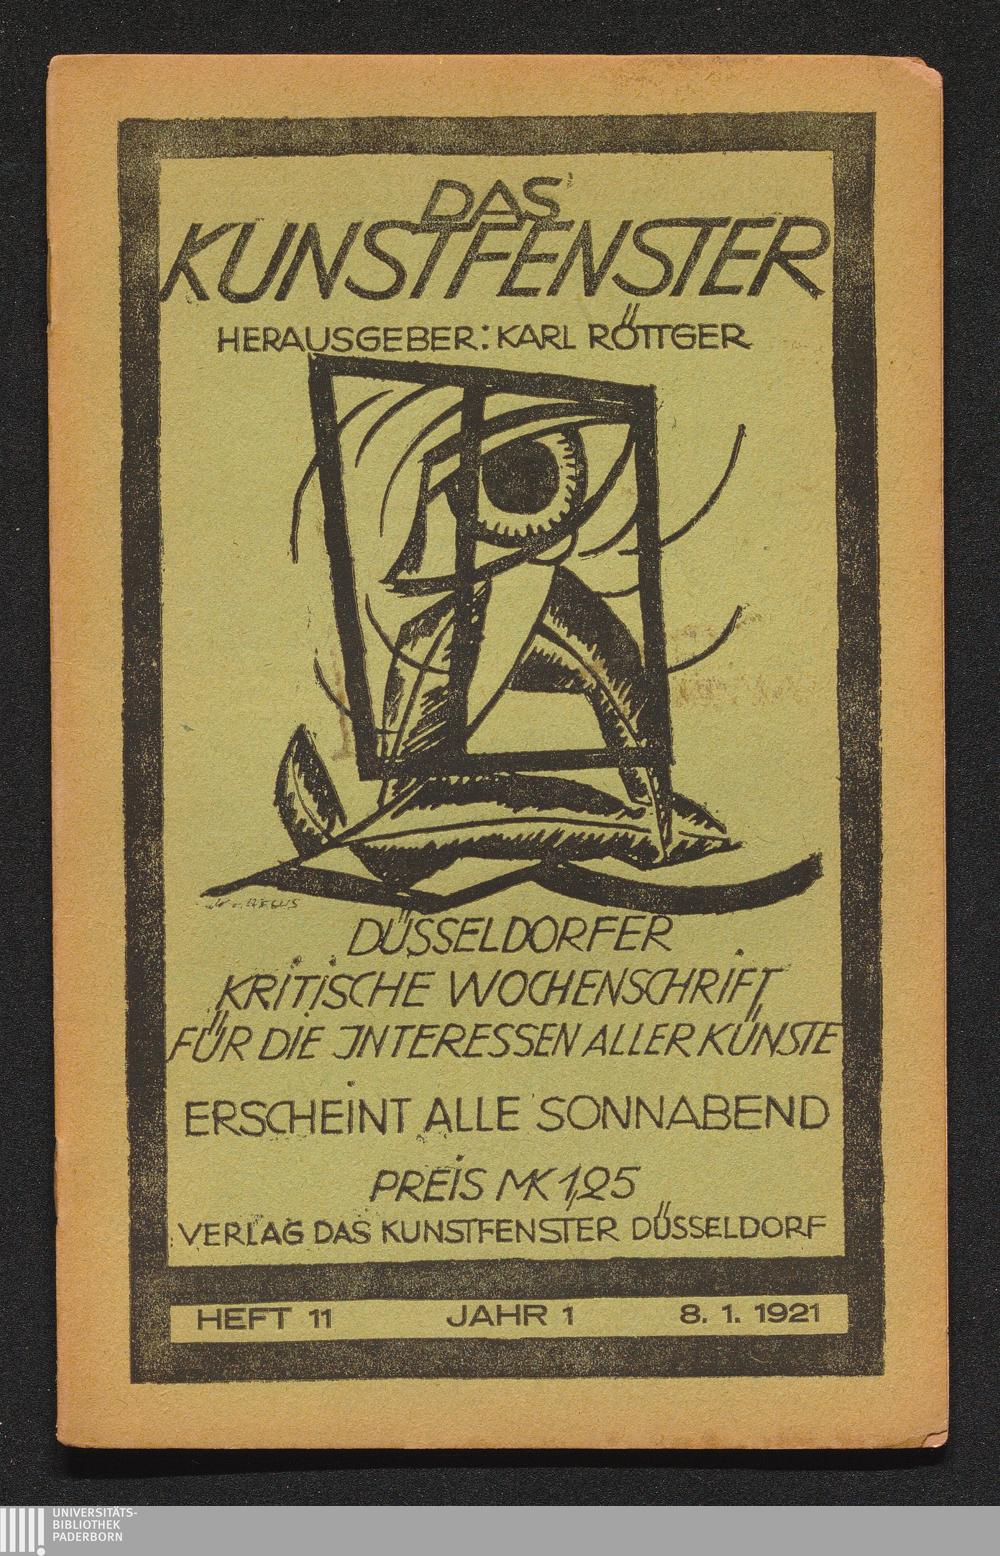 DAS
KUNSTFENSTER
HERAUSGEBER: KARL RÖTTGER
DÜSSELDORFER
KRITISCHE WOCHENSCHRIFT
FÜR DIE INTERESSEN ALLER KÜNSTE
ERSCHEINT ALLE SONNABEND
PREIS MK 1,25
VERLAG DAS KUNSTFENSTER DÜSSELDORF
HEFT 11 JAHR 1 8. 1. 1921
UNIVERSITÄTS-
BIBLIOTHEK
PADERBORN